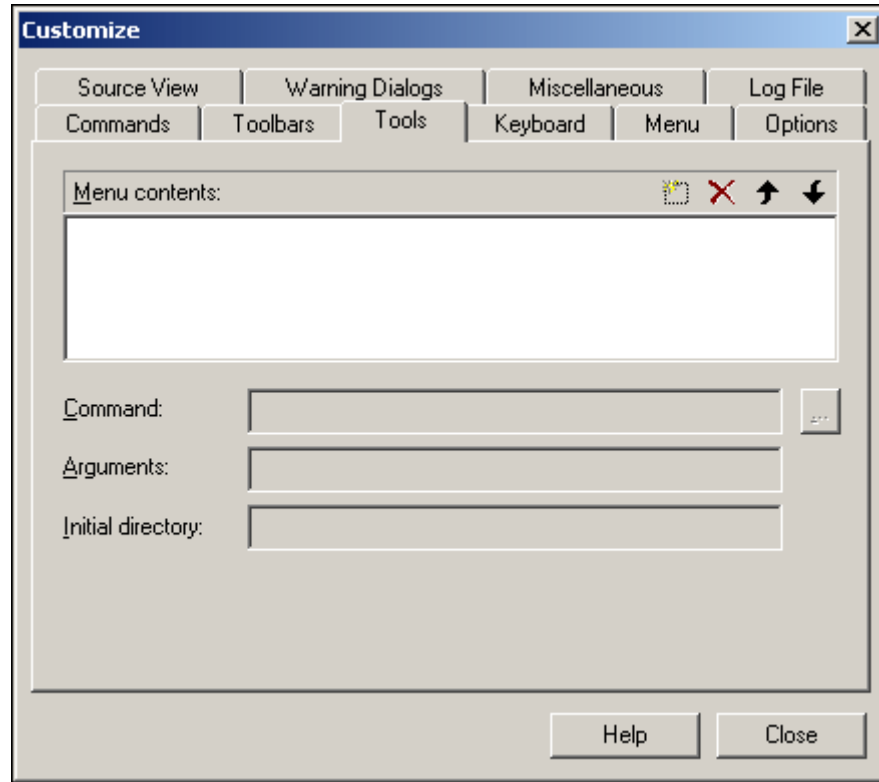 Customize
Source View Warning Dialogs Miscellaneous Log File
Commands Toolbars Tools Keyboard Menu Options
Menu contents:
Command: ...
Arguments:
Initial directory:
Help Close